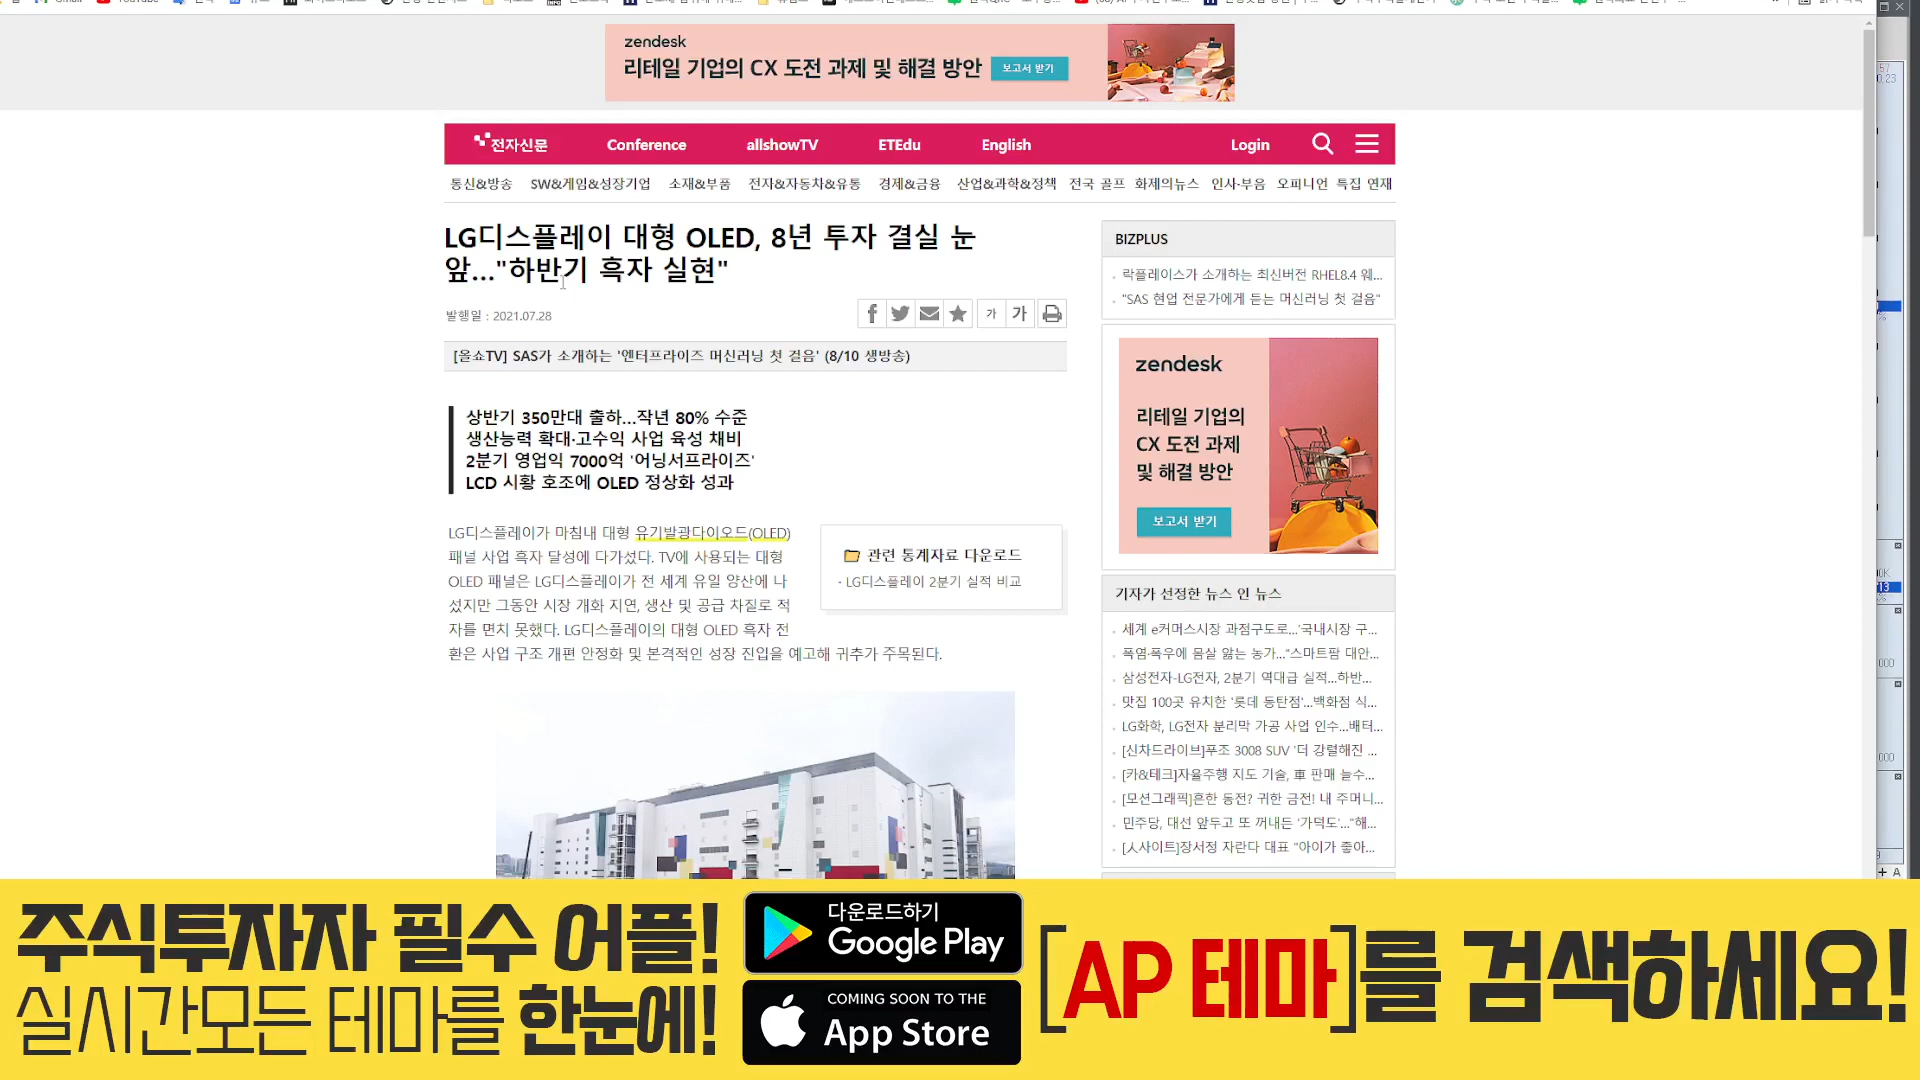 zendesk
리테일 기업의 CX 도전 과제 및 해결 방안
보고서 받기
전자신문
Conference
allshowTV
ETEdu
English
Login
통신&방송 SW&게임&성장기업 소재&부품 전자&자동차&유통 경제&금융 산업&과학&정책 전국 골프 화제의뉴스 인사·부음 오피니언 특집 연재
LG디스플레이 대형 OLED, 8년 투자 결실 눈
앞..."하반기 흑자 실현"
발행일 : 2021.07.28
가 가
[올쇼TV] SAS가 소개하는 '엔터프라이즈 머신러닝 첫 걸음' (8/10 생방송)
상반기 350만대 출하...작년 80% 수준
생산능력 확대·고수익 사업 육성 채비
2분기 영업익 7000억 '어닝서프라이즈'
LCD 시황 호조에 OLED 정상화 성과
LG디스플레이가 마침내 대형 유기발광다이오드(OLED)
패널 사업 흑자 달성에 다가섰다. TV에 사용되는 대형
OLED 패널은 LG디스플레이가 전 세계 유일 양산에 나
섰지만 그동안 시장 개화 지연, 생산 및 공급 차질로 적
자를 면치 못했다. LG디스플레이의 대형 OLED 흑자 전
환은 사업 구조 개편 안정화 및 본격적인 성장 진입을 예고해 귀추가 주목된다.
관련 통계자료 다운로드
- LG디스플레이 2분기 실적 비교
BIZPLUS
락플레이스가 소개하는 최신버전 RHEL8.4 웨...
"SAS 현업 전문가에게 듣는 머신러닝 첫 걸음"
zendesk
리테일 기업의
CX 도전 과제
및 해결 방안
보고서 받기
기자가 선정한 뉴스 인 뉴스
세계 e커머스시장 과점구도로...'국내시장 구...
폭염·폭우에 몸살 앓는 농가..."스마트팜 대안...
삼성전자-LG전자, 2분기 역대급 실적...하반...
맛집 100곳 유치한 '롯데 동탄점'...백화점 식...
LG화학, LG전자 분리막 가공 사업 인수...배터...
[신차드라이브]푸조 3008 SUV '더 강렬해진 ...
[카&테크]자율주행 지도 기술, 車 판매 늘수...
[모션그래픽]흔한 동전? 귀한 금전! 내 주머니...
민주당, 대선 앞두고 또 꺼내든 '가덕도'..."해...
[人사이트]장서정 자란다 대표 "아이가 좋아...
주식투자자 필수 어플!
실시간모든 테마를 한눈에!
다운로드하기
Google Play
COMING SOON TO THE
App Store
[AP 테마]를 검색하세요!